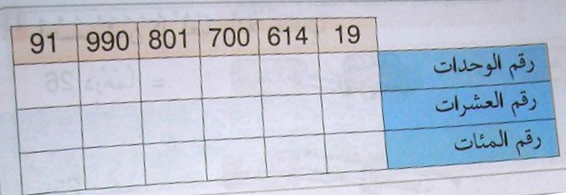 91 990 801 700 614 19
رقم الوحدات
رقم العشرات
رقم المئات